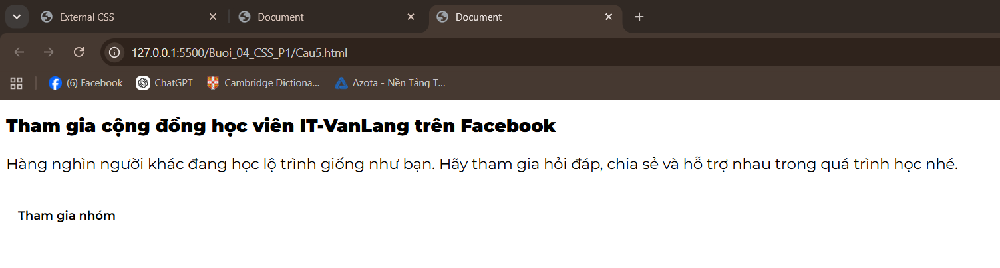 External CSS
Document
Document
127.0.0.1:5500/Buoi_04_CSS_P1/Cau5.html
(6) Facebook
ChatGPT
Cambridge Dictiona...
Azota - Nền Tảng T...
Tham gia cộng đồng học viên IT-VanLang trên Facebook
Hàng nghìn người khác đang học lộ trình giống như bạn. Hãy tham gia hỏi đáp, chia sẻ và hỗ trợ nhau trong quá trình học nhé.
Tham gia nhóm